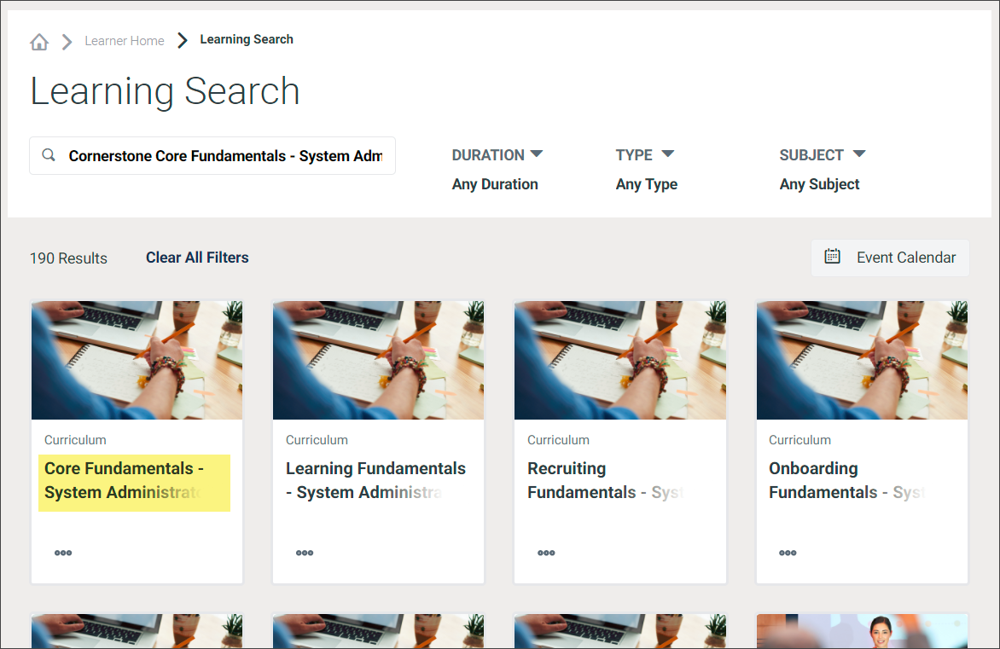 Learner Home
Learning Search
Learning Search
Cornerstone Core Fundamentals - System Adm
DURATION
TYPE
SUBJECT
Any Duration
Any Type
Any Subject
190 Results
Clear All Filters
Event Calendar
Curriculum
Core Fundamentals -
System Administrat
Curriculum
Learning Fundamentals
- System Administra
Curriculum
Recruiting
Fundamentals - Syst
Curriculum
Onboarding
Fundamentals - Syst